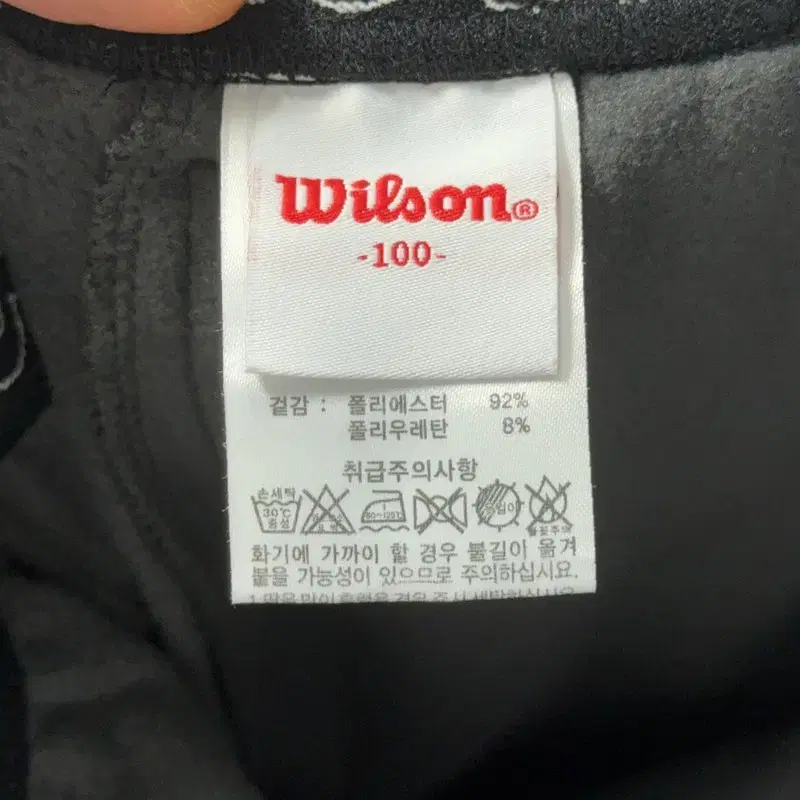 Wilson®
-100-
겉감 : 폴리에스터 92%
폴리우레탄 8%
취급주의사항
손세탁
30℃
중성
80~120℃
화기에 가까이 할 경우 불길이 옮겨
붙을 가능성이 있으므로 주의하십시요.